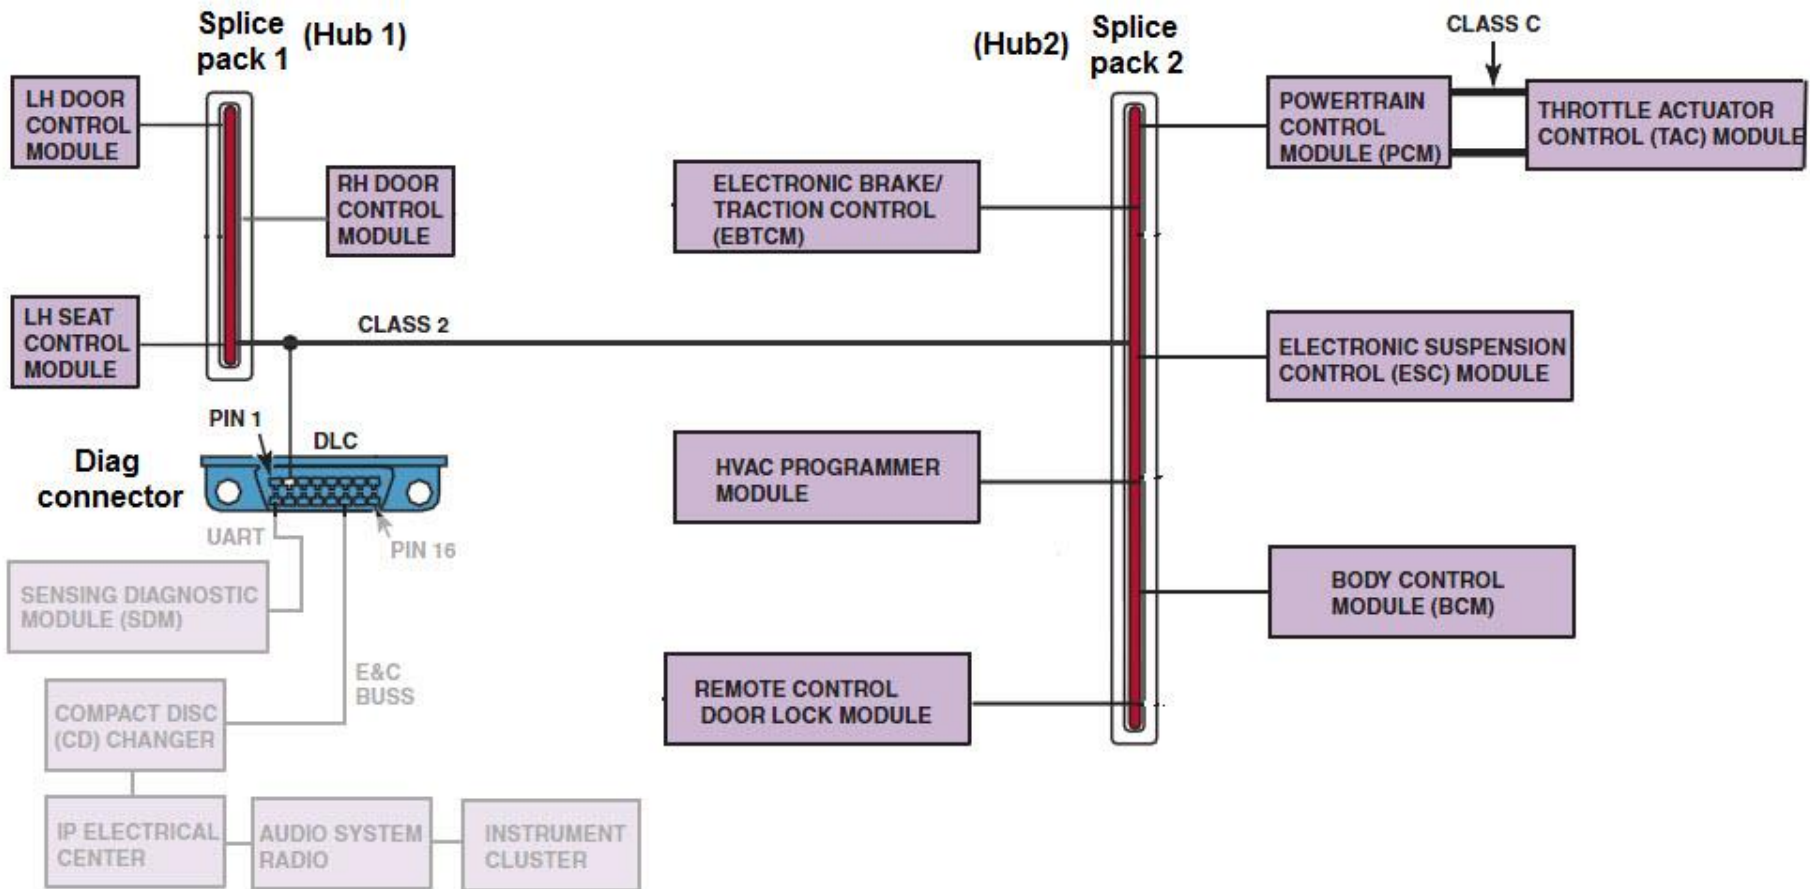 Splice
pack 1
(Hub 1)
(Hub2)
Splice
pack 2
CLASS C
LH DOOR
CONTROL
MODULE
RH DOOR
CONTROL
MODULE
ELECTRONIC BRAKE/
TRACTION CONTROL
(EBTCM)
POWERTRAIN
CONTROL
MODULE (PCM)
THROTTLE ACTUATOR
CONTROL (TAC) MODULE
LH SEAT
CONTROL
MODULE
CLASS 2
ELECTRONIC SUSPENSION
CONTROL (ESC) MODULE
PIN 1
DLC
Diag
connector
UART
PIN 16
HVAC PROGRAMMER
MODULE
SENSING DIAGNOSTIC
MODULE (SDM)
BODY CONTROL
MODULE (BCM)
E&C
BUSS
REMOTE CONTROL
DOOR LOCK MODULE
COMPACT DISC
(CD) CHANGER
IP ELECTRICAL
CENTER
AUDIO SYSTEM
RADIO
INSTRUMENT
CLUSTER